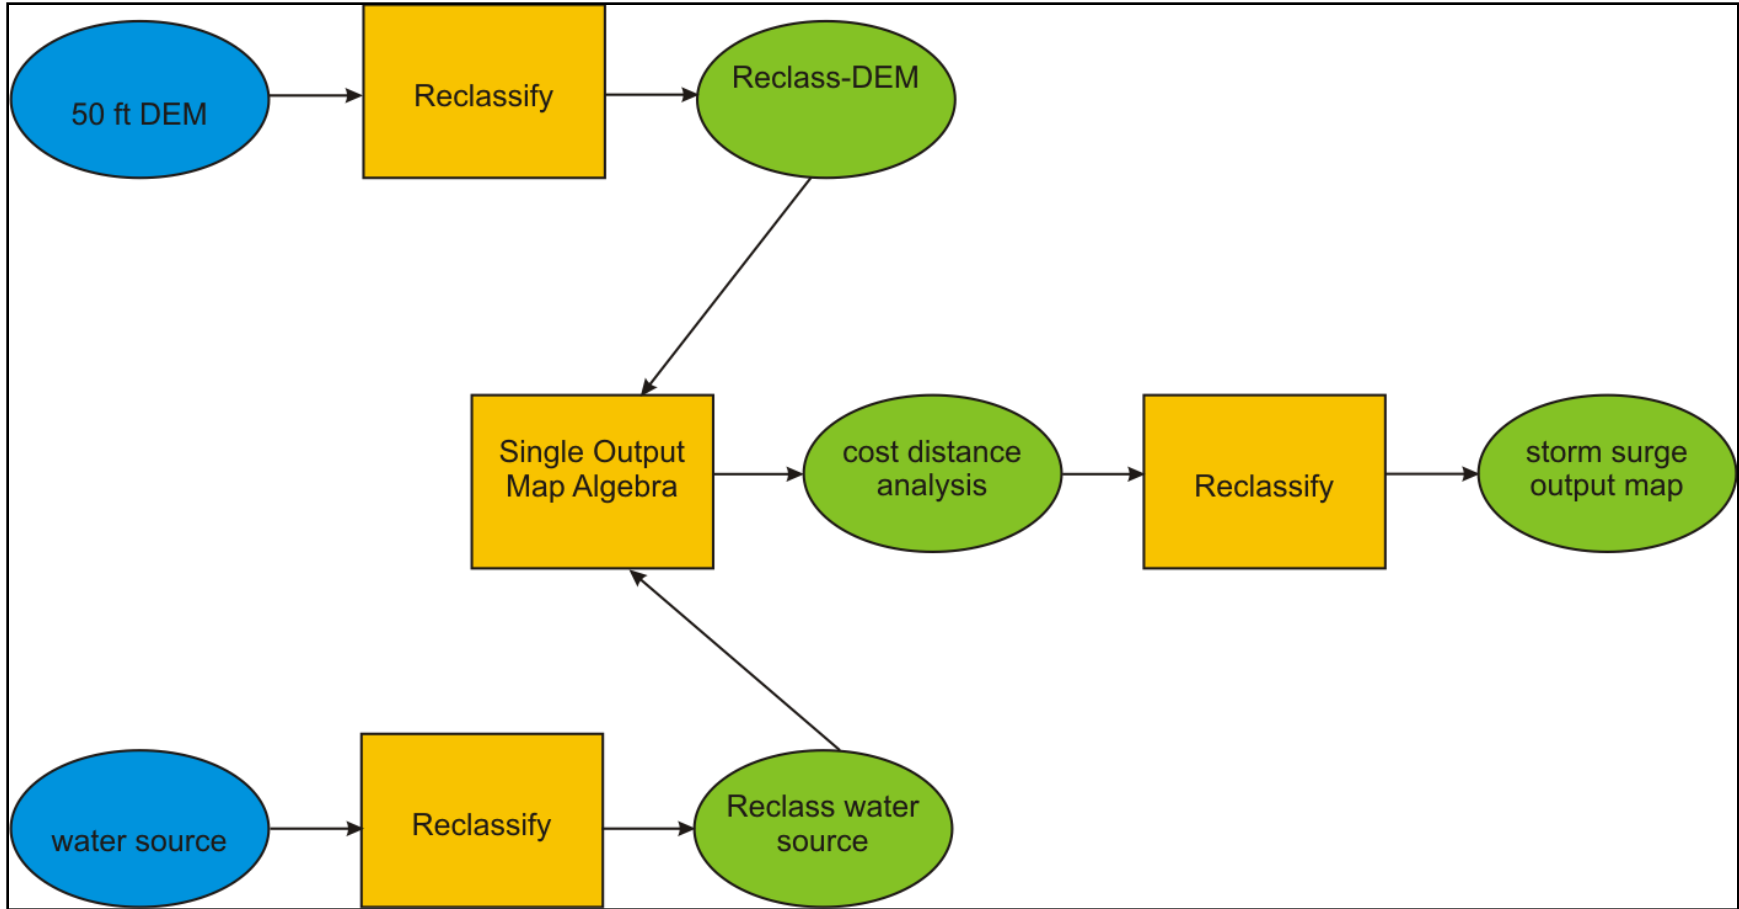 50 ft DEM
Reclassify
Reclass-DEM
Single Output
Map Algebra
cost distance
analysis
Reclassify
storm surge
output map
water source
Reclassify
Reclass water
source